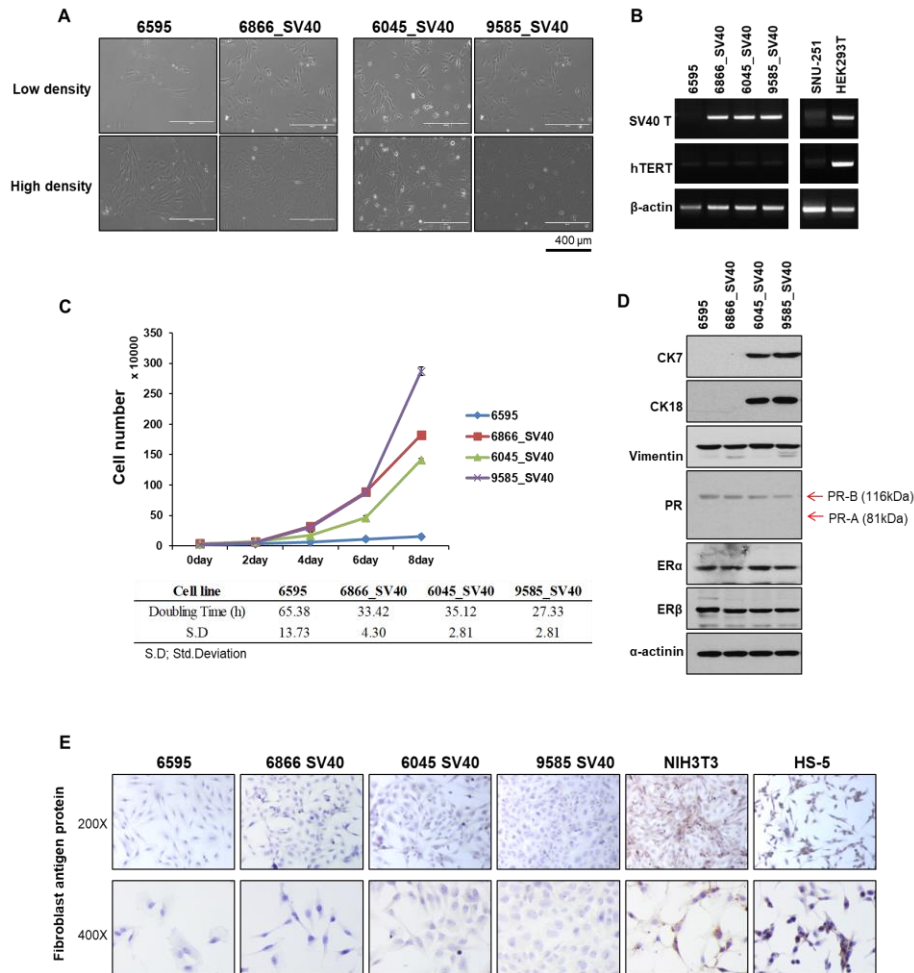 A
6595 6866_SV40 6045_SV40 9585_SV40
Low density
High density
400 µm
B
6595 6866_SV40 6045_SV40 9585_SV40 SNU-251 HEK293T
SV40 T
hTERT
β-actin
C
Cell number
x 10000
350
300
250
200
150
100
50
0
0day 2day 4day 6day 8day
6595
6866_SV40
6045_SV40
9585_SV40
Cell line 6595 6866_SV40 6045_SV40 9585_SV40
Doubling Time (h) 65.38 33.42 35.12 27.33
S.D 13.73 4.30 2.81 2.81
S.D; Std.Deviation
D
6595 6866_SV40 6045_SV40 9585_SV40
CK7
CK18
Vimentin
PR
PR-B (116kDa)
PR-A (81kDa)
ERα
ERβ
α-actinin
E
6595 6866 SV40 6045 SV40 9585 SV40 NIH3T3 HS-5
Fibroblast antigen protein
200X
400X